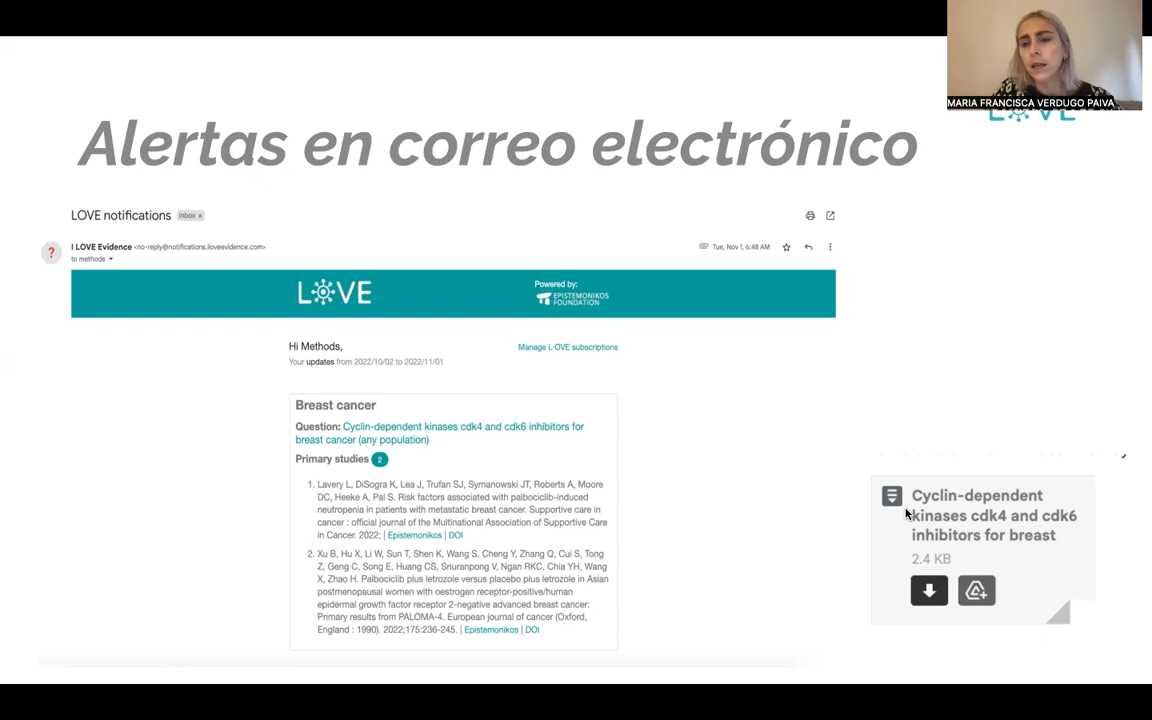 MARIA FRANCISCA VERDUGO PAIVA
LOVE
Alertas en correo electrónico
LOVE notifications Inbox x
I LOVE Evidence <no-reply@notifications.iloveevidence.com>
Tue, Nov 1, 6:48 AM
to methods
LOVE
Powered by:
EPISTEMONIKOS
FOUNDATION
Hi Methods,
Manage L·OVE subscriptions
Your updates from 2022/10/02 to 2022/11/01
Breast cancer
Question: Cyclin-dependent kinases cdk4 and cdk6 inhibitors for
breast cancer (any population)
Primary studies 2
1. Lavery L, DiSogra K, Lea J, Trufan SJ, Symanowski JT, Roberts A, Moore
DC, Heeke A, Pal S. Risk factors associated with palbociclib-induced
neutropenia in patients with metastatic breast cancer. Supportive care in
cancer : official journal of the Multinational Association of Supportive Care
in Cancer. 2022; | Epistemonikos | DOI
2. Xu B, Hu X, Li W, Sun T, Shen K, Wang S, Cheng Y, Zhang Q, Cui S, Tong
Z, Geng C, Song E, Huang CS, Sriuranpong V, Ngan RKC, Chia YH, Wang
X, Zhao H. Palbociclib plus letrozole versus placebo plus letrozole in Asian
postmenopausal women with oestrogen receptor-positive/human
epidermal growth factor receptor 2-negative advanced breast cancer:
Primary results from PALOMA-4. European journal of cancer (Oxford,
England : 1990). 2022;175:236-245. | Epistemonikos | DOI
Cyclin-dependent
kinases cdk4 and cdk6
inhibitors for breast
2.4 KB